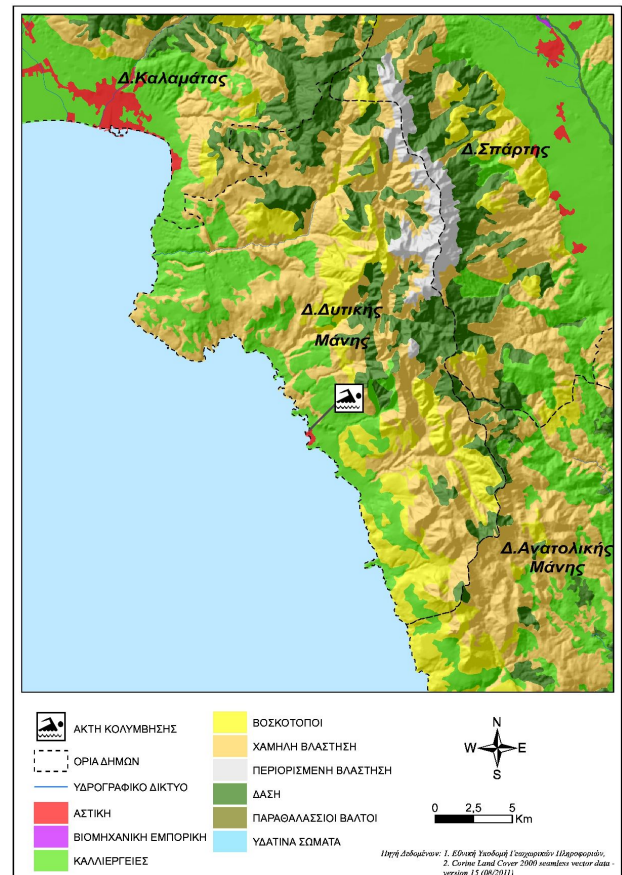 Δ.Καλαμάτας
Δ.Σπάρτης
Δ.Δυτικής
Μάνης
Δ.Ανατολικής
Μάνης
ΑΚΤΗ ΚΟΛΥΜΒΗΣΗΣ
ΟΡΙΑ ΔΗΜΩΝ
ΥΔΡΟΓΡΑΦΙΚΟ ΔΙΚΤΥΟ
ΑΣΤΙΚΗ
ΒΙΟΜΗΧΑΝΙΚΗ ΕΜΠΟΡΙΚΗ
ΚΑΛΛΙΕΡΓΕΙΕΣ
ΒΟΣΚΟΤΟΠΟΙ
ΧΑΜΗΛΗ ΒΛΑΣΤΗΣΗ
ΠΕΡΙΟΡΙΣΜΕΝΗ ΒΛΑΣΤΗΣΗ
ΔΑΣΗ
ΠΑΡΑΘΑΛΑΣΣΙΟΙ ΒΑΛΤΟΙ
ΥΔΑΤΙΝΑ ΣΩΜΑΤΑ
N
W E
S
0 2,5 5
Km
Πηγή Δεδομένων: 1. Εθνική Υποδομή Γεωχωρικών Πληροφοριών,
2. Corine Land Cover 2000 seamless vector data -
version 15 (08/2011)